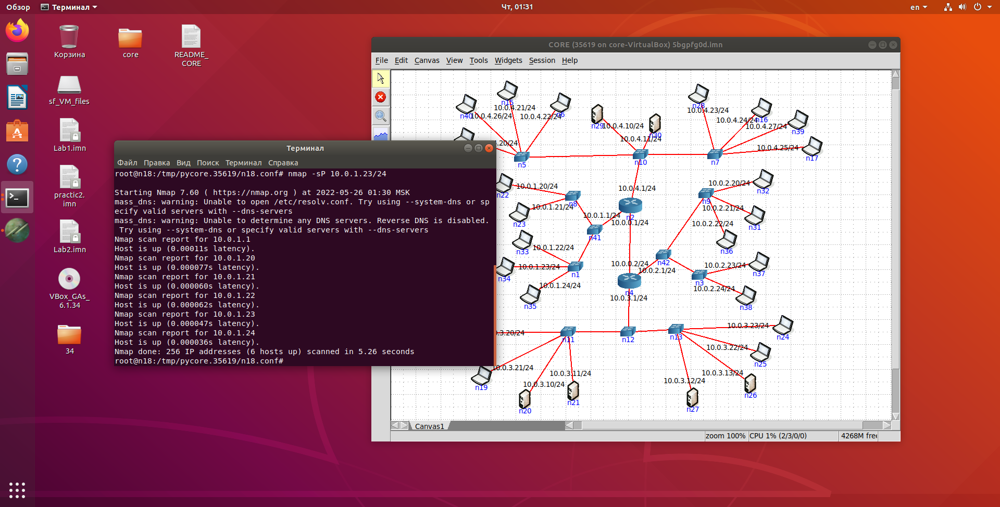 Обзор
Терминал
Чт, 01:31
en
Корзина
core
README_
CORE
sf_VM_files
Lab1.imn
practic2.
imn
Lab2.imn
VBox_GAs_
6.1.34
34
CORE (35619 on core-VirtualBox) 5bgpfg0d.imn
File Edit Canvas View Tools Widgets Session Help
n15
10.0.4.21/24
n40
10.0.4.26/24
n6
10.0.4.22/24
n29
10.0.4.10/24
n30
10.0.4.11/24
n28
10.0.4.23/24
n16
10.0.4.24/24
10.0.4.27/24
n39
10.0.4.25/24
n17
.20/24
n5
n10
n7
10.0.4.1/24
n22
10.0.1.20/24
n8
n23
10.0.1.21/24
10.0.1.1/24
n2
10.0.0.1/24
n41
n9
10.0.2.20/24
n32
10.0.2.21/24
n31
10.0.2.22/24
n36
n33
10.0.1.22/24
n34
10.0.1.23/24
n1
10.0.1.24/24
n35
10.0.0.2/24
n42
10.0.2.1/24
n4
10.0.3.1/24
10.0.2.23/24
n37
n3
10.0.2.24/24
n38
.3.20/24
n11
n12
n13
10.0.3.23/24
n24
10.0.3.22/24
n25
10.0.3.21/24
n19
10.0.3.11/24
10.0.3.10/24
n20
n21
10.0.3.13/24
10.0.3.12/24
n26
n27
Canvas1
zoom 100% CPU 1% (2/3/0/0) 4268M free
Терминал
Файл Правка Вид Поиск Терминал Справка
root@n18:/tmp/pycore.35619/n18.conf# nmap -sP 10.0.1.23/24
Starting Nmap 7.60 ( https://nmap.org ) at 2022-05-26 01:30 MSK
mass_dns: warning: Unable to open /etc/resolv.conf. Try using --system-dns or sp
ecify valid servers with --dns-servers
mass_dns: warning: Unable to determine any DNS servers. Reverse DNS is disabled.
Try using --system-dns or specify valid servers with --dns-servers
Nmap scan report for 10.0.1.1
Host is up (0.00011s latency).
Nmap scan report for 10.0.1.20
Host is up (0.000077s latency).
Nmap scan report for 10.0.1.21
Host is up (0.000060s latency).
Nmap scan report for 10.0.1.22
Host is up (0.000062s latency).
Nmap scan report for 10.0.1.23
Host is up (0.000047s latency).
Nmap scan report for 10.0.1.24
Host is up (0.000036s latency).
Nmap done: 256 IP addresses (6 hosts up) scanned in 5.26 seconds
root@n18:/tmp/pycore.35619/n18.conf#